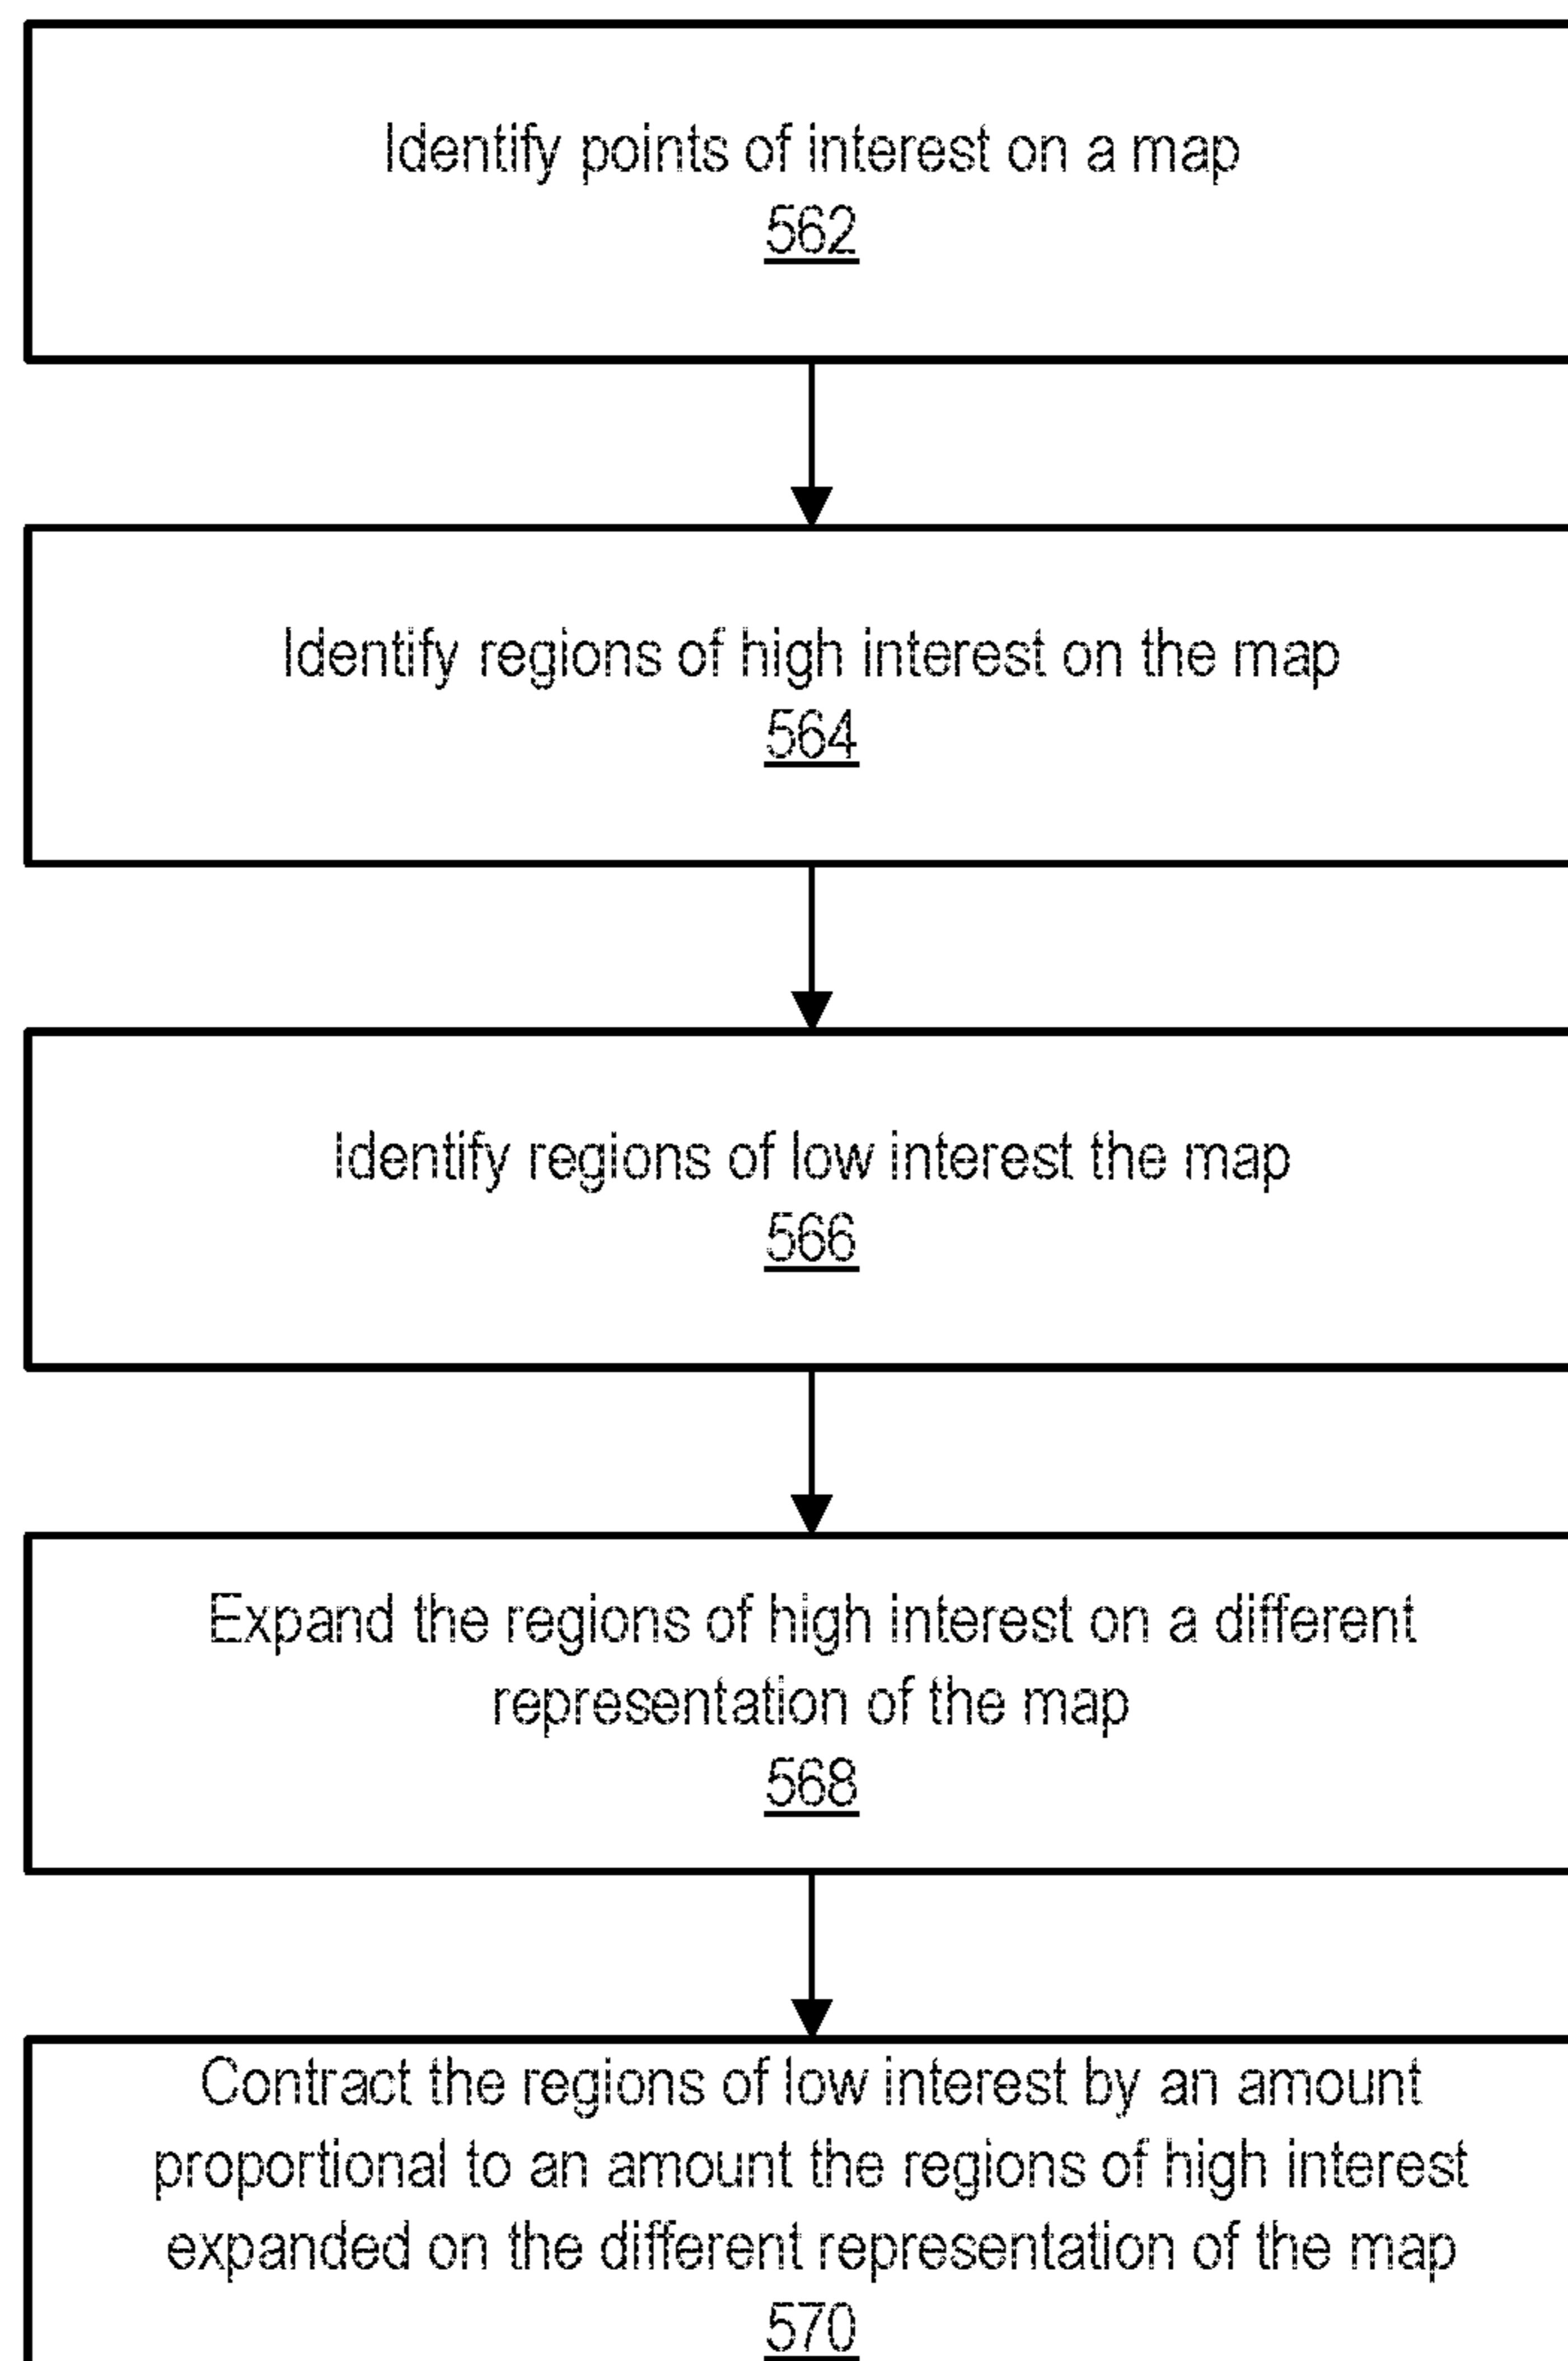 Identify points of interest on a map
562
Identify regions of high interest on the map
564
Identify regions of low interest the map
566
Expand the regions of high interest on a different
representation of the map
568
Contract the regions of low interest by an amount
proportional to an amount the regions of high interest
expanded on the different representation of the map
570